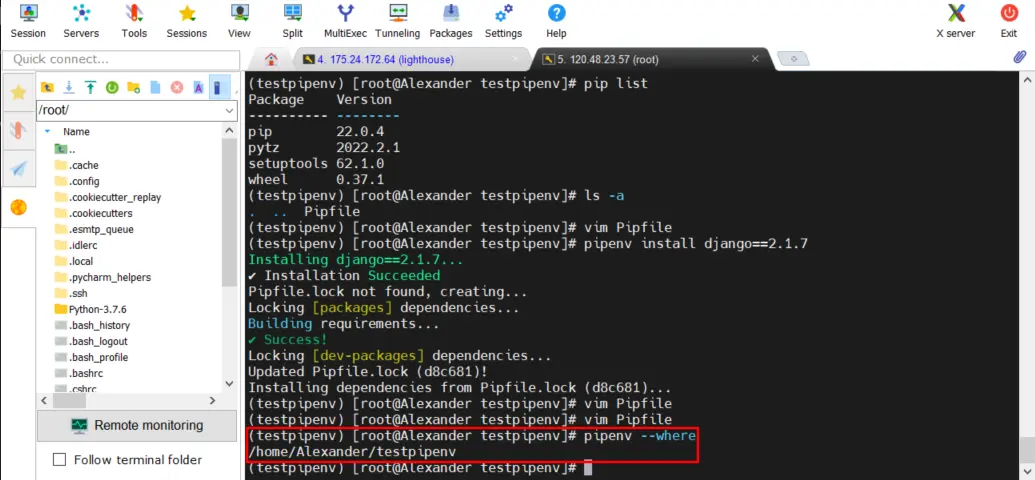 Session Servers Tools Sessions View Split MultiExec Tunneling Packages Settings Help X server Exit
Quick connect...
4. 175.24.172.64 (lighthouse)
5. 120.48.23.57 (root)
/root/
Name
..
.cache
.config
.cookiecutter_replay
.cookiecutters
.esmtp_queue
.idlerc
.local
.pycharm_helpers
.ssh
Python-3.7.6
.bash_history
.bash_logout
.bash_profile
.bashrc
.cshrc
Remote monitoring
Follow terminal folder
(testpipenv) [root@Alexander testpipenv]# pip list
Package    Version
---------- --------
pip        22.0.4
pytz       2022.2.1
setuptools 62.1.0
wheel      0.37.1
(testpipenv) [root@Alexander testpipenv]# ls -a
.  ..  Pipfile
(testpipenv) [root@Alexander testpipenv]# vim Pipfile
(testpipenv) [root@Alexander testpipenv]# pipenv install django==2.1.7
Installing django==2.1.7...
✔ Installation Succeeded
Pipfile.lock not found, creating...
Locking [packages] dependencies...
Building requirements...
✔ Success!
Locking [dev-packages] dependencies...
Updated Pipfile.lock (d8c681)!
Installing dependencies from Pipfile.lock (d8c681)...
(testpipenv) [root@Alexander testpipenv]# vim Pipfile
(testpipenv) [root@Alexander testpipenv]# vim Pipfile
(testpipenv) [root@Alexander testpipenv]# pipenv --where
/home/Alexander/testpipenv
(testpipenv) [root@Alexander testpipenv]#